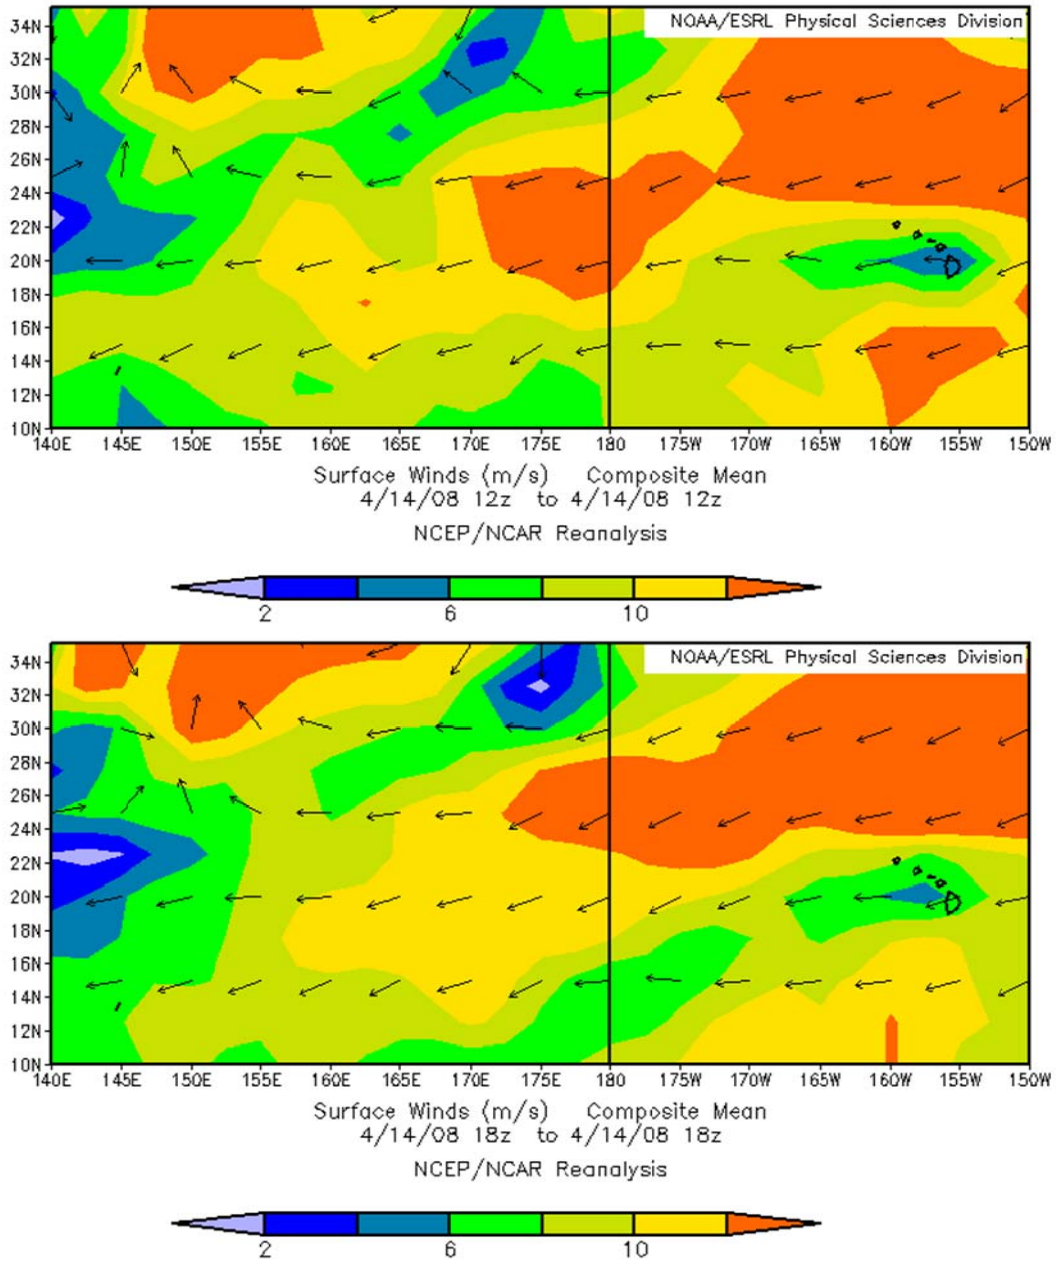 NOAA/ESRL Physical Sciences Division
34N
32N
30N
28N
26N
24N
22N
20N
18N
16N
14N
12N
10N
140E 145E 150E 155E 160E 165E 170E 175E 180 175W 170W 165W 160W 155W 150W
Surface Winds (m/s) Composite Mean
4/14/08 12z to 4/14/08 12z
NCEP/NCAR Reanalysis
2 6 10
NOAA/ESRL Physical Sciences Division
34N
32N
30N
28N
26N
24N
22N
20N
18N
16N
14N
12N
10N
140E 145E 150E 155E 160E 165E 170E 175E 180 175W 170W 165W 160W 155W 150W
Surface Winds (m/s) Composite Mean
4/14/08 18z to 4/14/08 18z
NCEP/NCAR Reanalysis
2 6 10